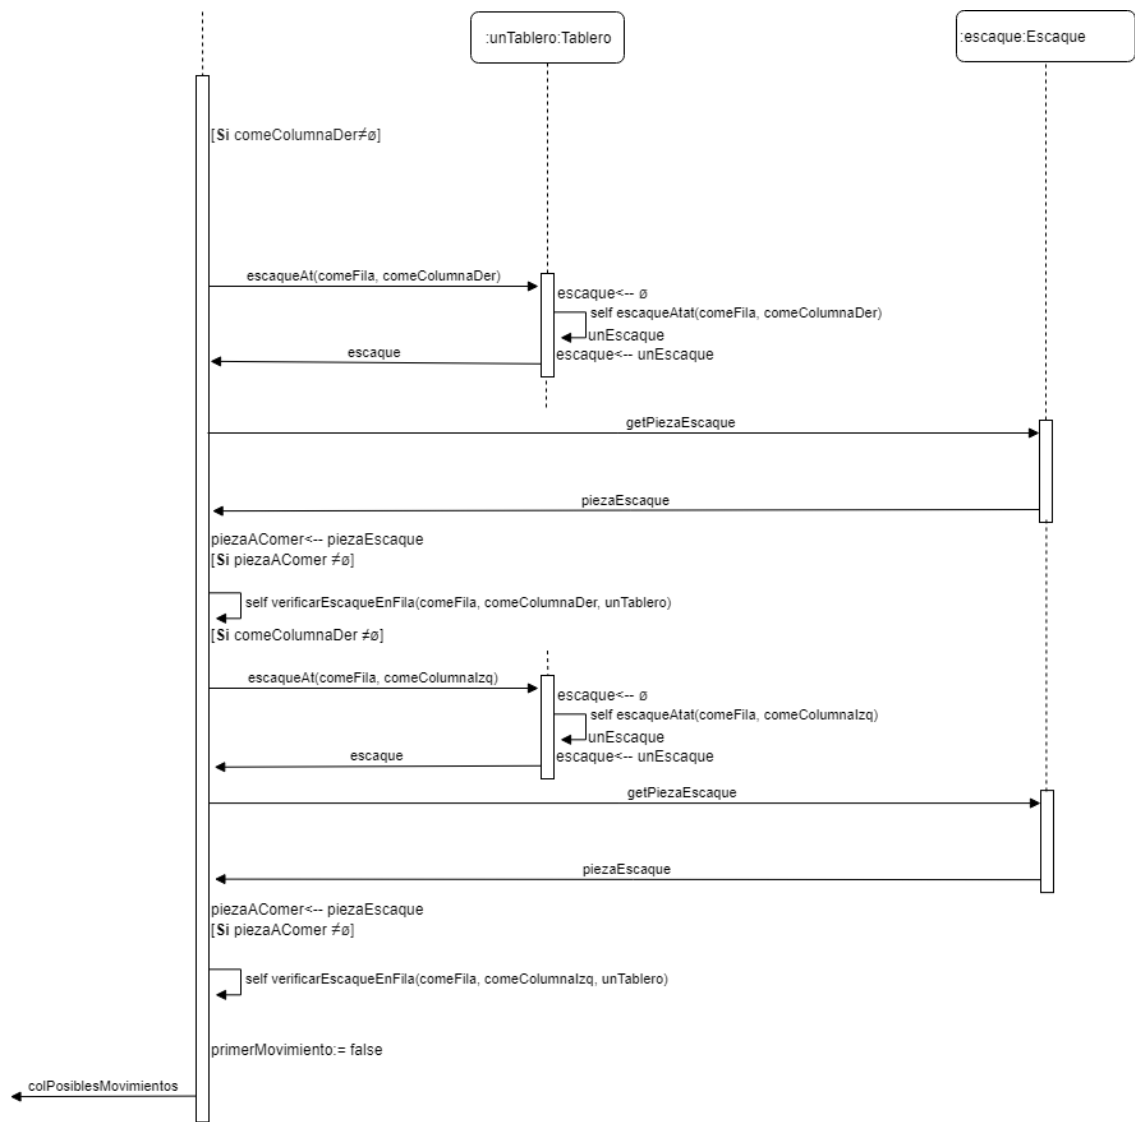 :unTablero:Tablero
:escaque:Escaque
[Si comeColumnaDer≠ø]
escaqueAt(comeFila, comeColumnaDer)
escaque<-- ø
self escaqueAtat(comeFila, comeColumnaDer)
unEscaque
escaque
escaque<-- unEscaque
getPiezaEscaque
piezaEscaque
piezaAComer<-- piezaEscaque
[Si piezaAComer ≠ø]
self verificarEscaqueEnFila(comeFila, comeColumnaDer, unTablero)
[Si comeColumnaDer ≠ø]
escaqueAt(comeFila, comeColumnaIzq)
escaque<-- ø
self escaqueAtat(comeFila, comeColumnaIzq)
unEscaque
escaque
escaque<-- unEscaque
getPiezaEscaque
piezaEscaque
piezaAComer<-- piezaEscaque
[Si piezaAComer ≠ø]
self verificarEscaqueEnFila(comeFila, comeColumnaIzq, unTablero)
primerMovimiento:= false
colPosiblesMovimientos